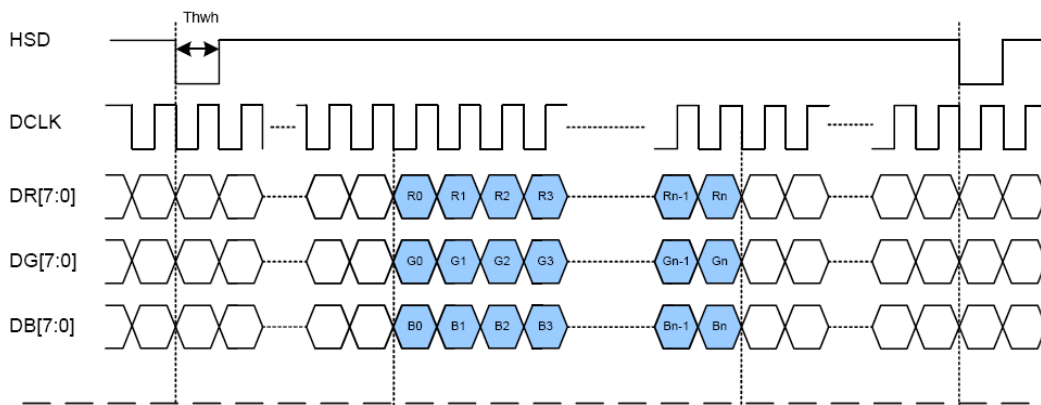 Thwh
HSD
DCLK
DR[7:0] R0 R1 R2 R3 Rn-1 Rn
DG[7:0] G0 G1 G2 G3 Gn-1 Gn
DB[7:0] B0 B1 B2 B3 Bn-1 Bn